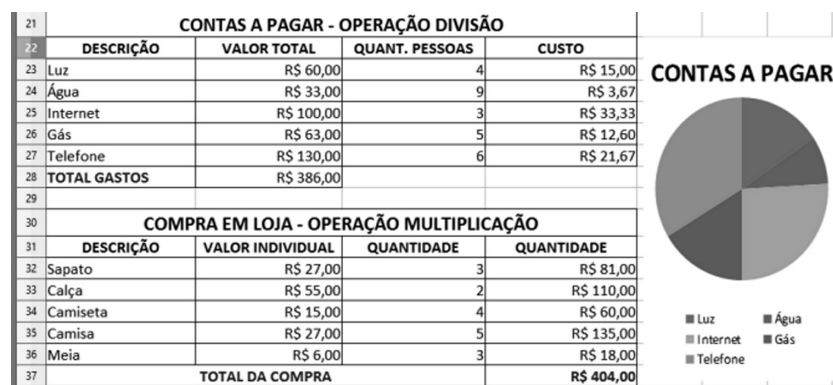 21 CONTAS A PAGAR - OPERAÇÃO DIVISÃO
22 DESCRIÇÃO VALOR TOTAL QUANT. PESSOAS CUSTO
23 Luz R$ 60,00 4 R$ 15,00
24 Água R$ 33,00 9 R$ 3,67
25 Internet R$ 100,00 3 R$ 33,33
26 Gás R$ 63,00 5 R$ 12,60
27 Telefone R$ 130,00 6 R$ 21,67
28 TOTAL GASTOS R$ 386,00
29
30 COMPRA EM LOJA - OPERAÇÃO MULTIPLICAÇÃO
31 DESCRIÇÃO VALOR INDIVIDUAL QUANTIDADE QUANTIDADE
32 Sapato R$ 27,00 3 R$ 81,00
33 Calça R$ 55,00 2 R$ 110,00
34 Camiseta R$ 15,00 4 R$ 60,00
35 Camisa R$ 27,00 5 R$ 135,00
36 Meia R$ 6,00 3 R$ 18,00
37 TOTAL DA COMPRA R$ 404,00
CONTAS A PAGAR
Luz Água
Internet Gás
Telefone